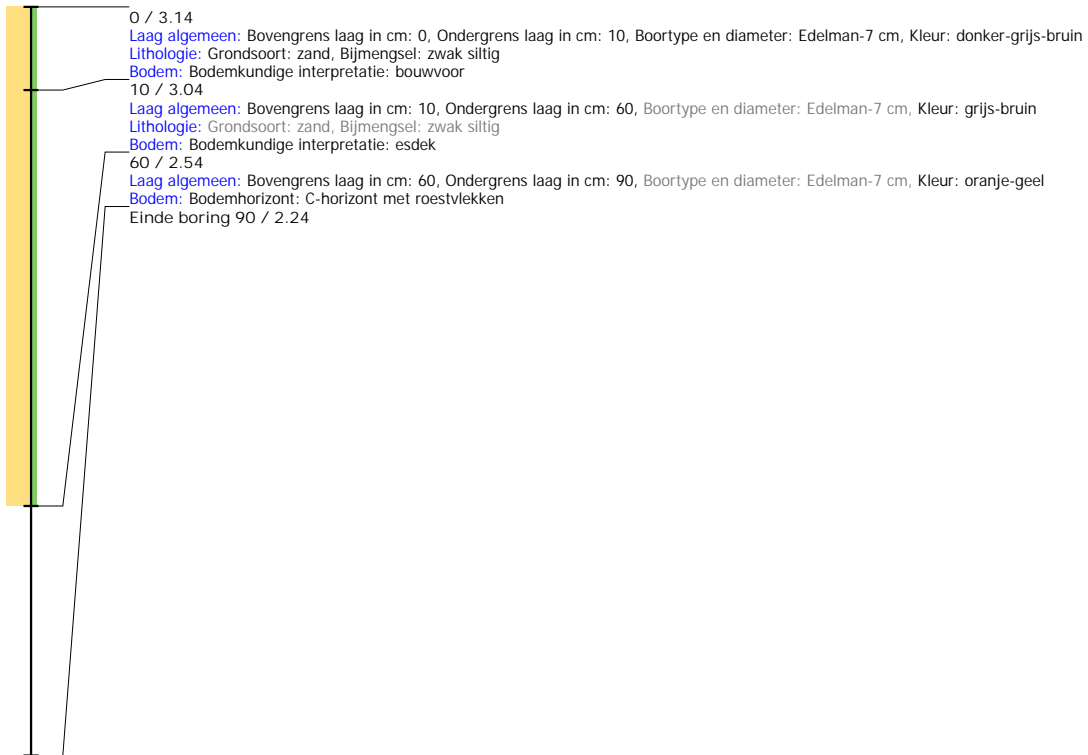 0 / 3.14
Laag algemeen: Bovengrens laag in cm: 0, Ondergrens laag in cm: 10, Boortype en diameter: Edelman-7 cm, Kleur: donker-grijs-bruin
Lithologie: Grondsoort: zand, Bijmengsel: zwak siltig
Bodem: Bodemkundige interpretatie: bouwvoor
10 / 3.04
Laag algemeen: Bovengrens laag in cm: 10, Ondergrens laag in cm: 60, Boortype en diameter: Edelman-7 cm, Kleur: grijs-bruin
Lithologie: Grondsoort: zand, Bijmengsel: zwak siltig
Bodem: Bodemkundige interpretatie: esdek
60 / 2.54
Laag algemeen: Bovengrens laag in cm: 60, Ondergrens laag in cm: 90, Boortype en diameter: Edelman-7 cm, Kleur: oranje-geel
Bodem: Bodemhorizont: C-horizont met roestvlekken
Einde boring 90 / 2.24